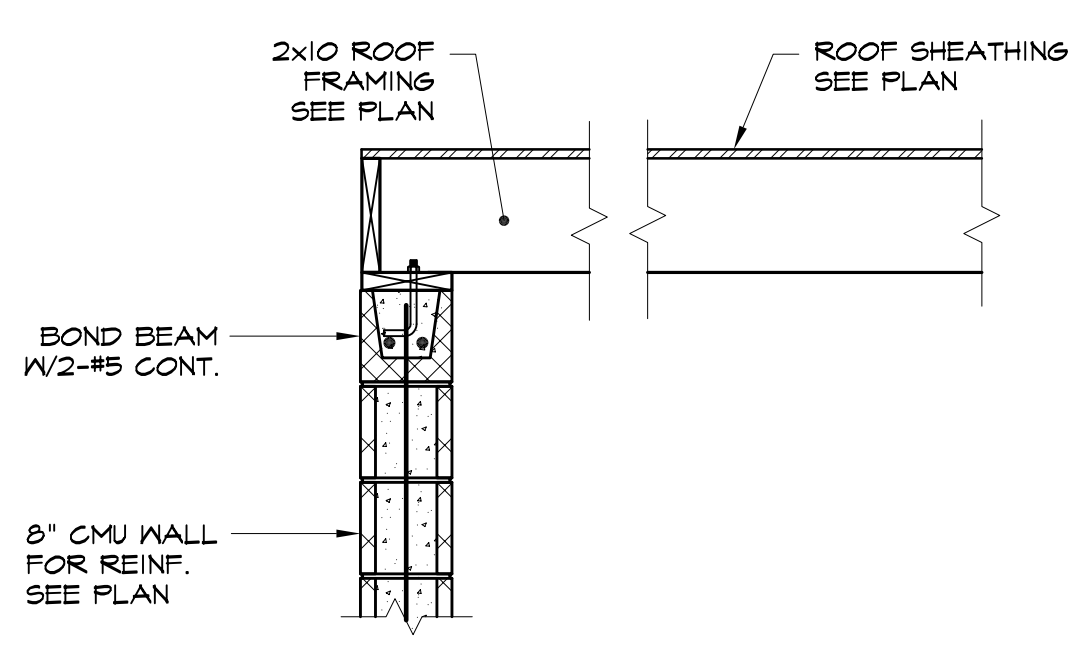 2x10 ROOF
FRAMING
SEE PLAN
ROOF SHEATHING
SEE PLAN
BOND BEAM
W/2-#5 CONT.
8" CMU WALL
FOR REINF.
SEE PLAN